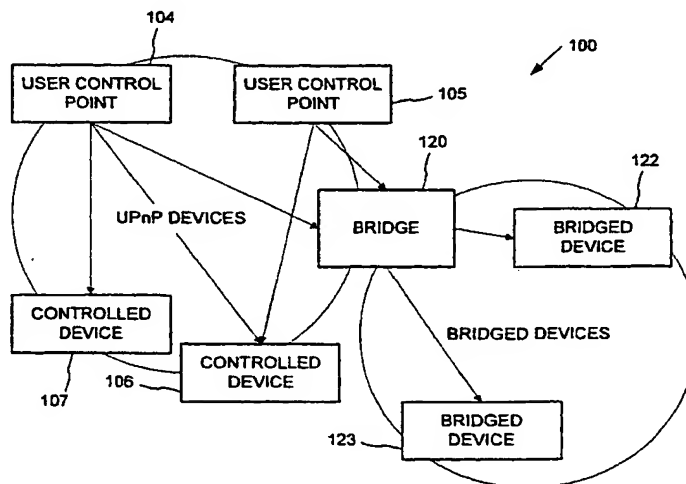 104
100
USER CONTROL
POINT
USER CONTROL
POINT
105
120
122
UPnP DEVICES
BRIDGE
BRIDGED
DEVICE
CONTROLLED
DEVICE
107
106
CONTROLLED
DEVICE
BRIDGED DEVICES
BRIDGED
DEVICE
123